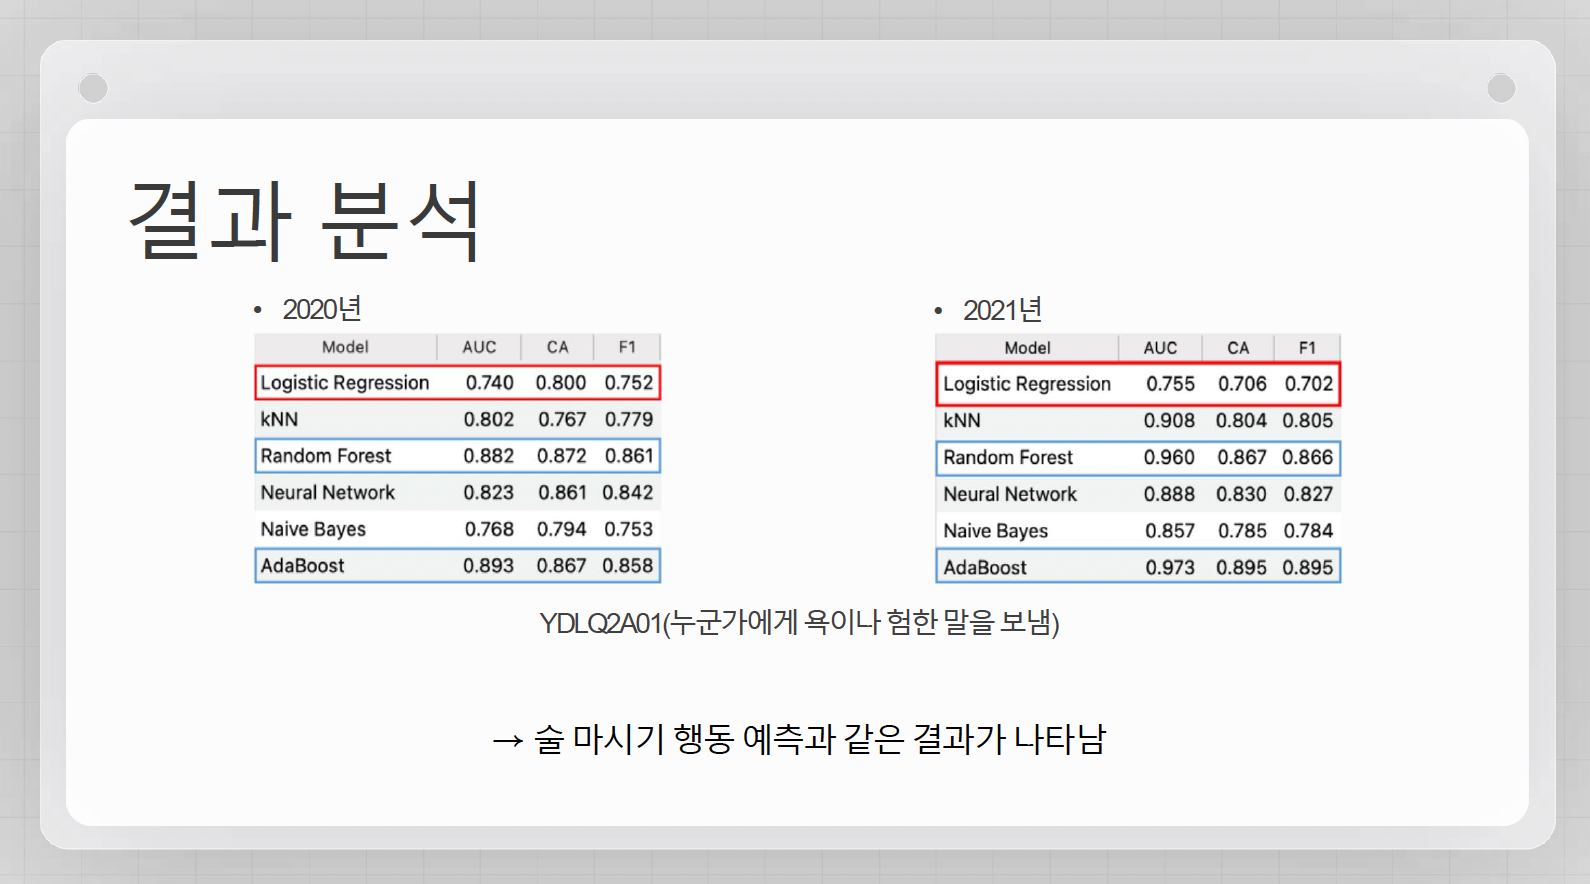 결과 분석
• 2020년
Model AUC CA F1
Logistic Regression 0.740 0.800 0.752
kNN 0.802 0.767 0.779
Random Forest 0.882 0.872 0.861
Neural Network 0.823 0.861 0.842
Naive Bayes 0.768 0.794 0.753
AdaBoost 0.893 0.867 0.858
• 2021년
Model AUC CA F1
Logistic Regression 0.755 0.706 0.702
kNN 0.908 0.804 0.805
Random Forest 0.960 0.867 0.866
Neural Network 0.888 0.830 0.827
Naive Bayes 0.857 0.785 0.784
AdaBoost 0.973 0.895 0.895
YDLQ2A01(누군가에게 욕이나 험한 말을 보냄)
→ 술 마시기 행동 예측과 같은 결과가 나타남